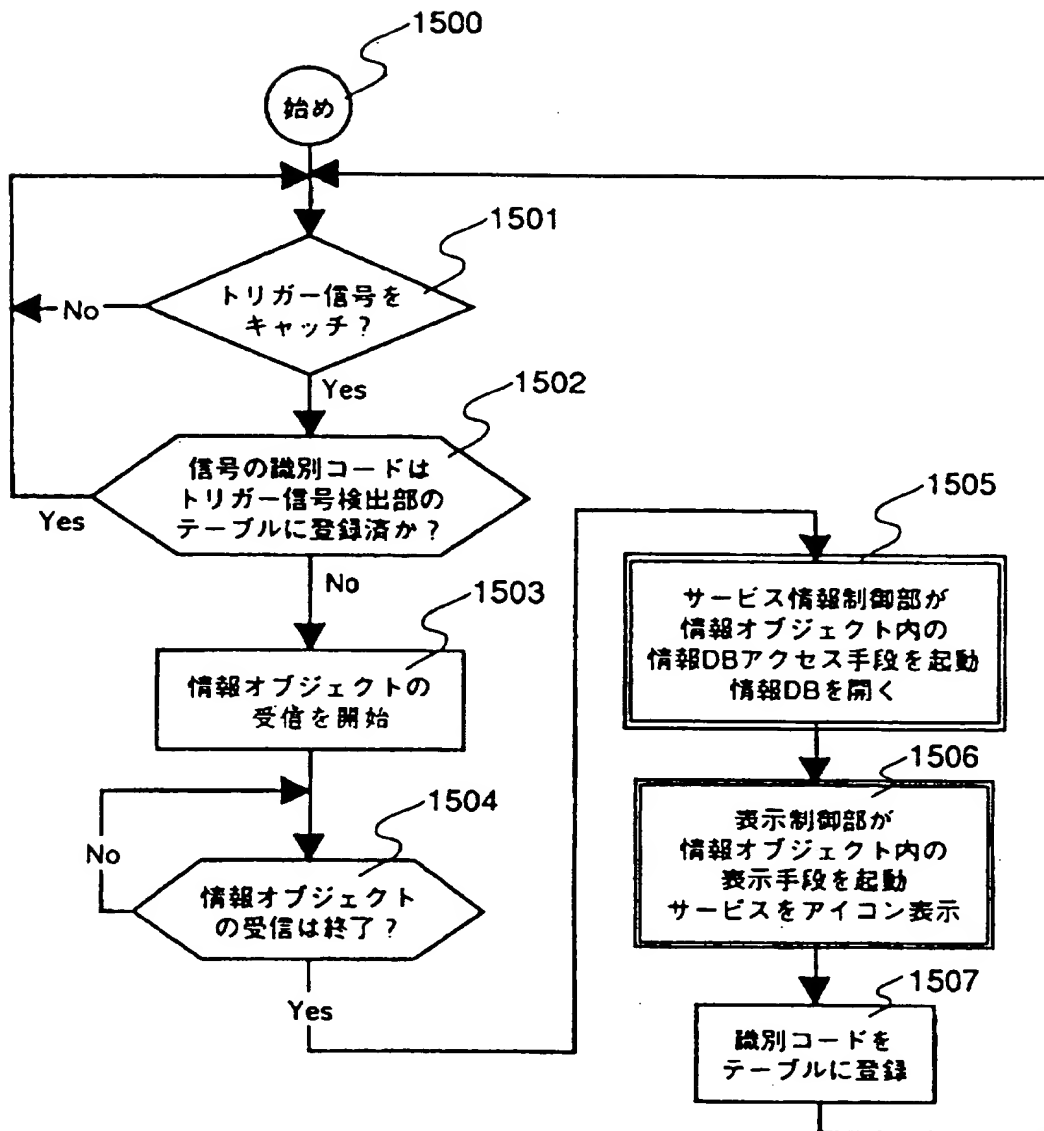 1500
始め
1501
トリガー信号を
キャッチ?
No
Yes
1502
信号の識別コードは
トリガー信号検出部の
テーブルに登録済か?
Yes
No
1503
情報オブジェクトの
受信を開始
1504
No
情報オブジェクト
の受信は終了?
Yes
1505
サービス情報制御部が
情報オブジェクト内の
情報DBアクセス手段を起動
情報DBを開く
1506
表示制御部が
情報オブジェクト内の
表示手段を起動
サービスをアイコン表示
1507
識別コードを
テーブルに登録